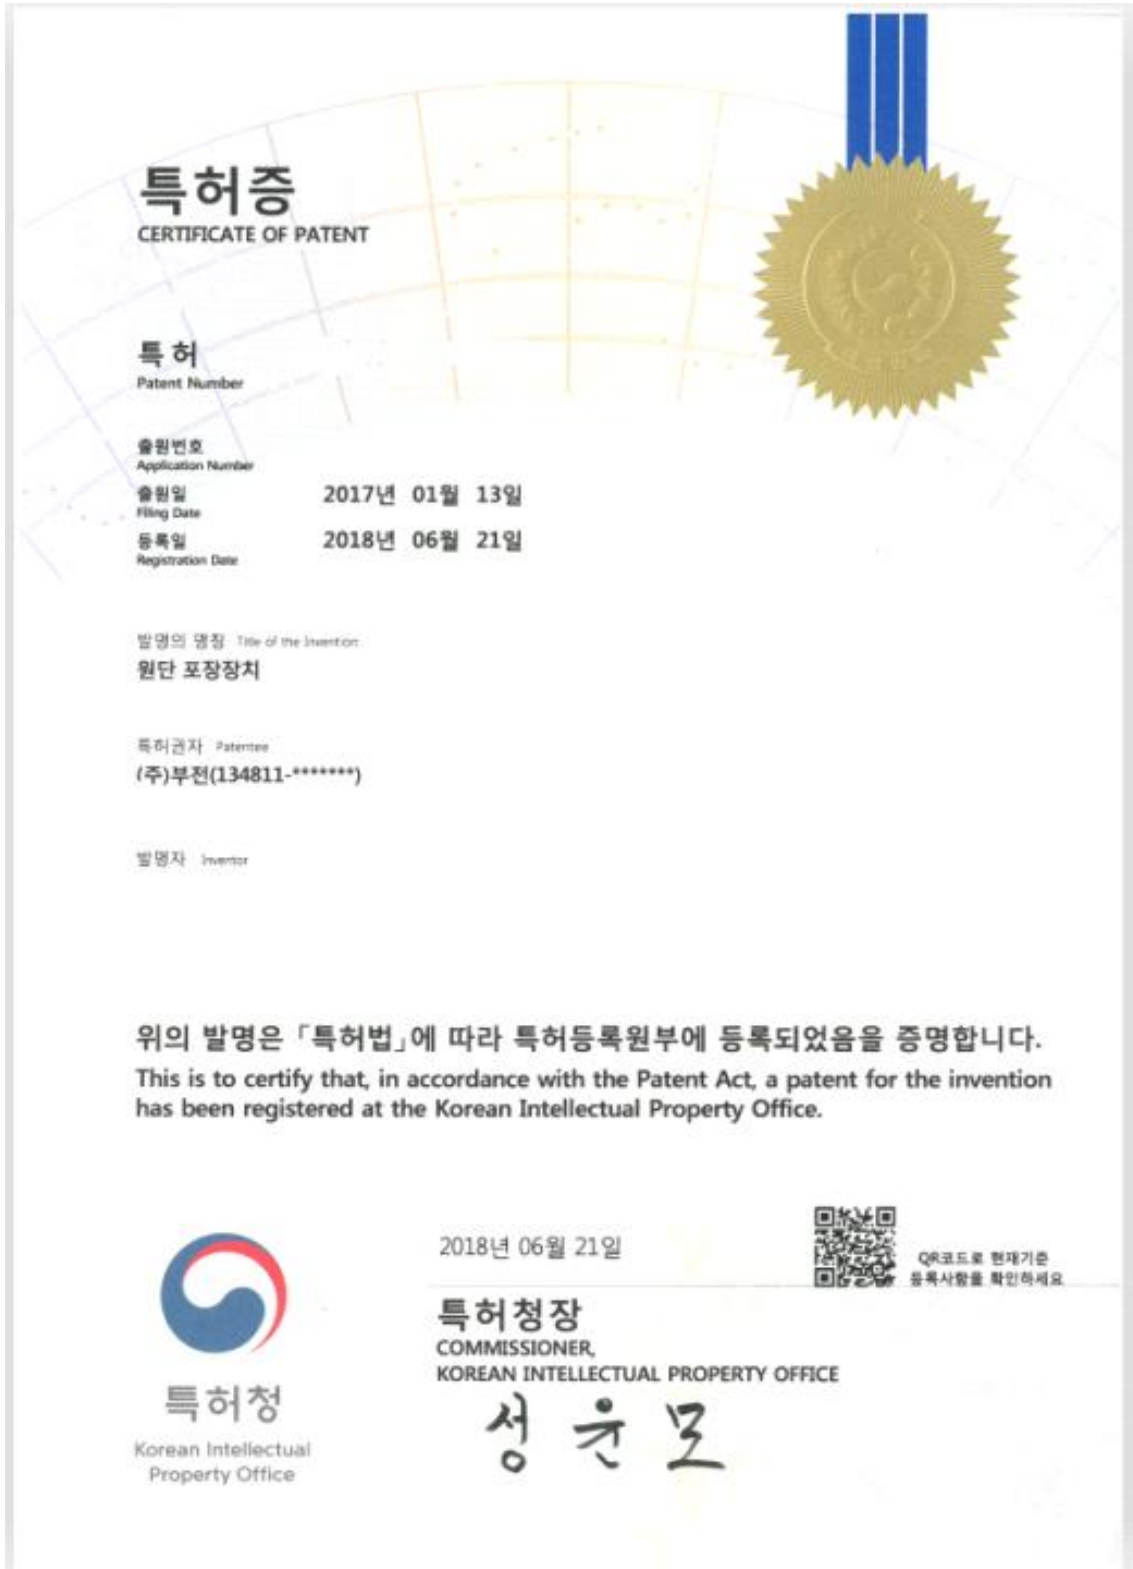 특허증
CERTIFICATE OF PATENT
특 허
Patent Number
출원번호
Application Number
출원일 2017년 01월 13일
Filing Date
등록일 2018년 06월 21일
Registration Date
발명의 명칭 Title of the Invention
원단 포장장치
특허권자 Patentee
(주)부전(134811-*******)
발명자 Inventor
위의 발명은 「특허법」에 따라 특허등록원부에 등록되었음을 증명합니다.
This is to certify that, in accordance with the Patent Act, a patent for the invention
has been registered at the Korean Intellectual Property Office.
2018년 06월 21일
QR코드로 현재기준
등록사항을 확인하세요
특허청장
COMMISSIONER,
KOREAN INTELLECTUAL PROPERTY OFFICE
성 윤 모
특허청
Korean Intellectual
Property Office